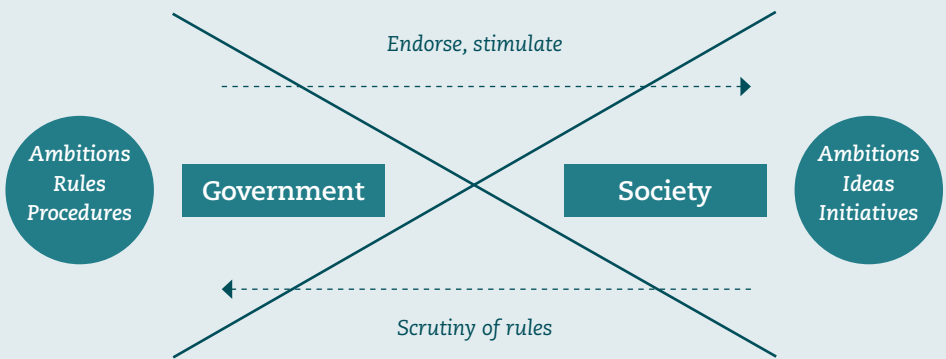 Endorse, stimulate
Ambitions
Rules
Procedures
Government
Society
Ambitions
Ideas
Initiatives
Scrutiny of rules